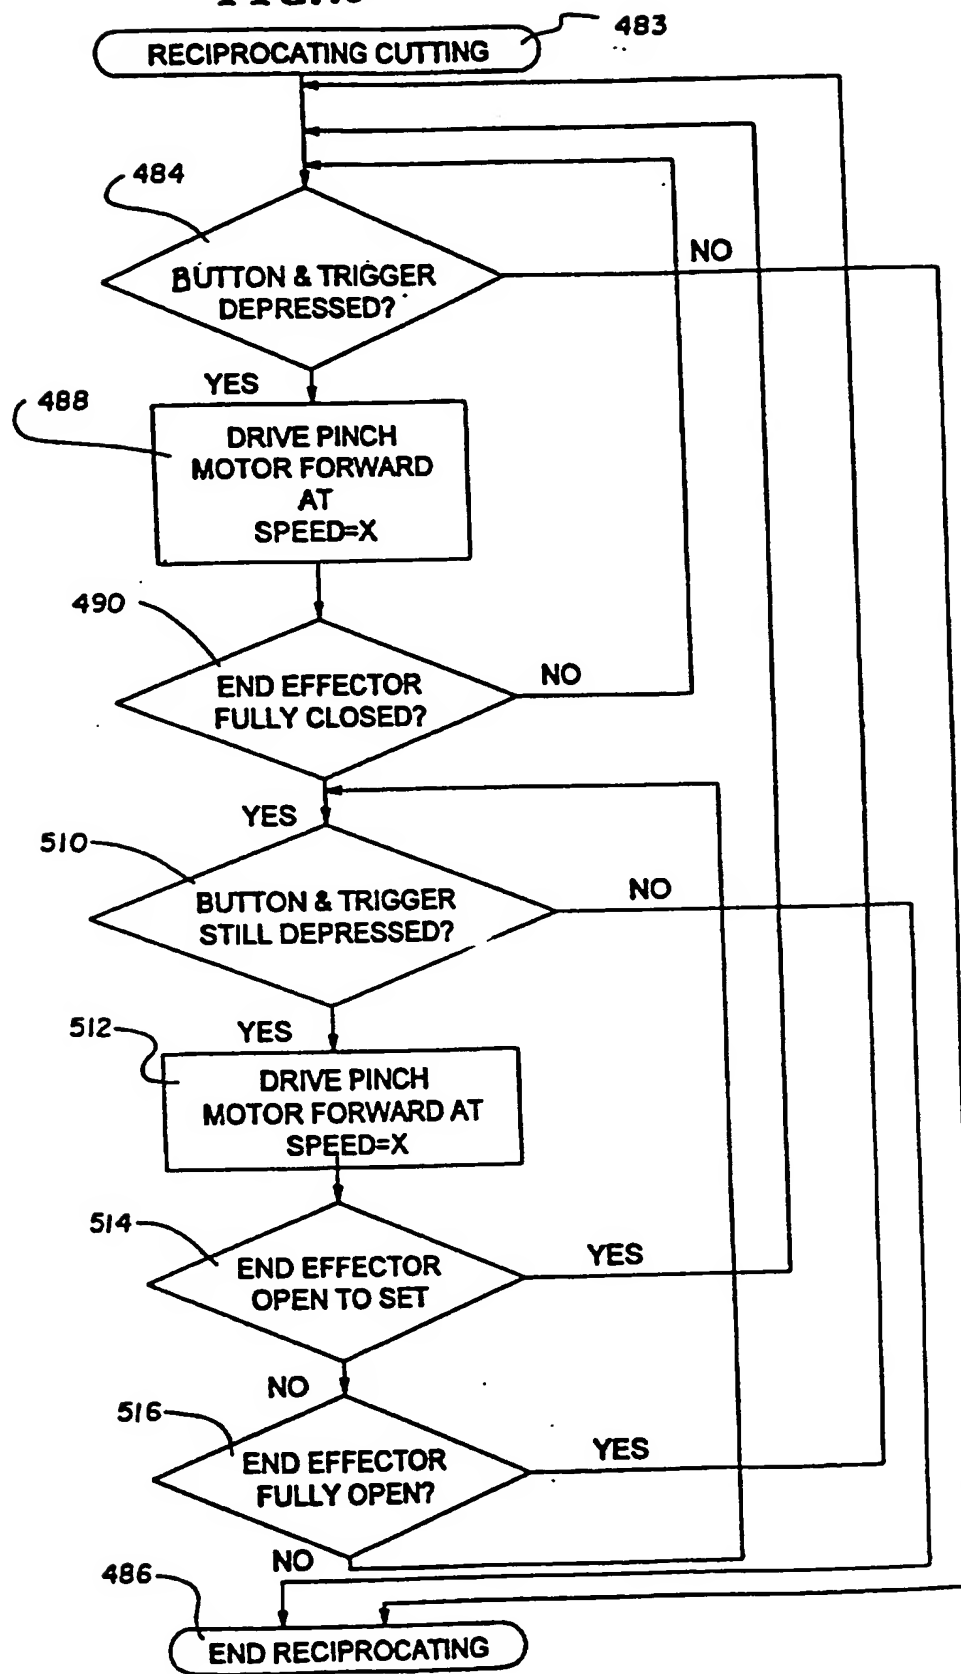 483
RECIPROCATING CUTTING
484
NO
BUTTON & TRIGGER
DEPRESSED?
YES
488
DRIVE PINCH
MOTOR FORWARD
AT
SPEED=X
490
END EFFECTOR
FULLY CLOSED?
NO
YES
510
BUTTON & TRIGGER
STILL DEPRESSED?
NO
YES
512
DRIVE PINCH
MOTOR FORWARD AT
SPEED=X
514
END EFFECTOR
OPEN TO SET
YES
NO
516
END EFFECTOR
FULLY OPEN?
YES
NO
486
END RECIPROCATING